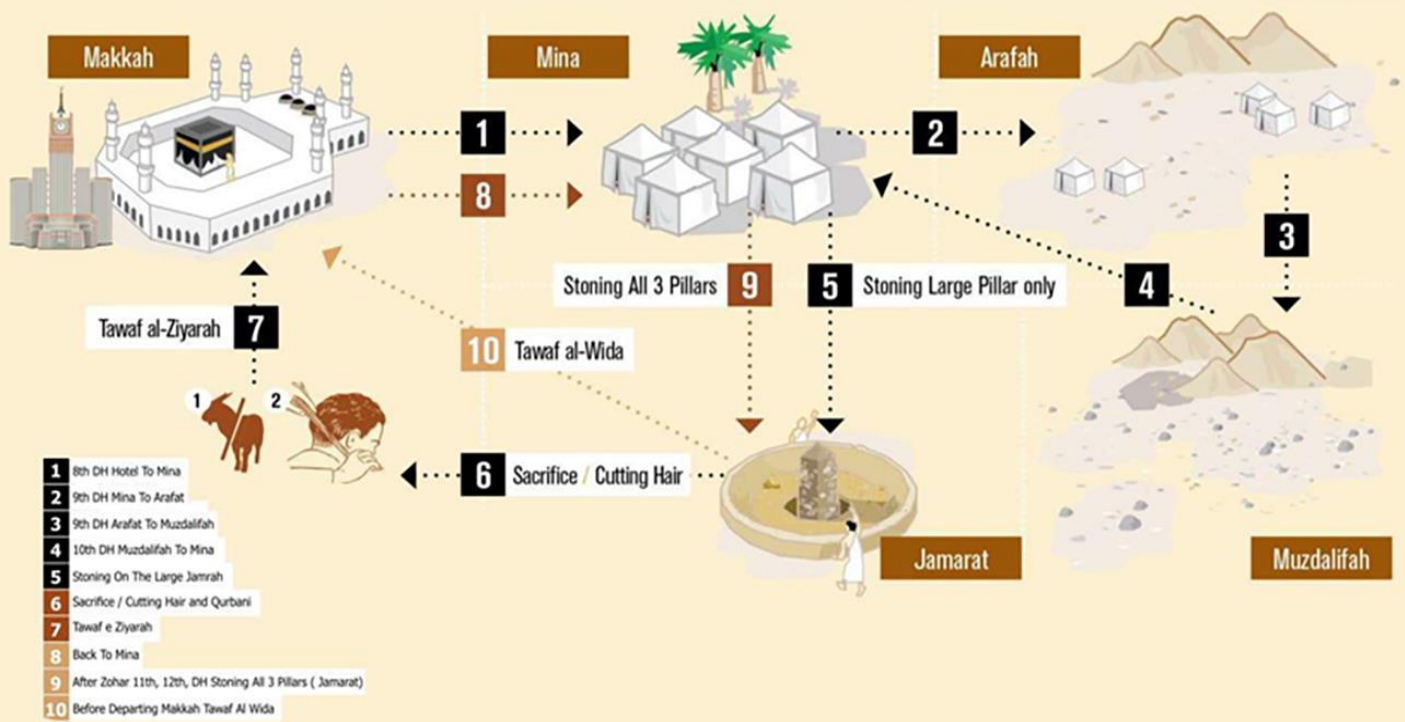 Makkah
Mina
Arafah
1
2
8
3
Stoning All 3 Pillars
9
5
Stoning Large Pillar only
4
Tawaf al-Ziyarah
7
10
Tawaf al-Wida
1
2
6
Sacrifice / Cutting Hair
Jamarat
Muzdalifah
1 8th DH Hotel To Mina
2 9th DH Mina To Arafat
3 9th DH Arafat To Muzdalifah
4 10th DH Muzdalifah To Mina
5 Stoning On The Large Jamrah
6 Sacrifice / Cutting Hair and Qurbani
7 Tawaf e Ziyarah
8 Back To Mina
9 After Zohar 11th, 12th, DH Stoning All 3 Pillars ( Jamarat)
10 Before Departing Makkah Tawaf Al Wida